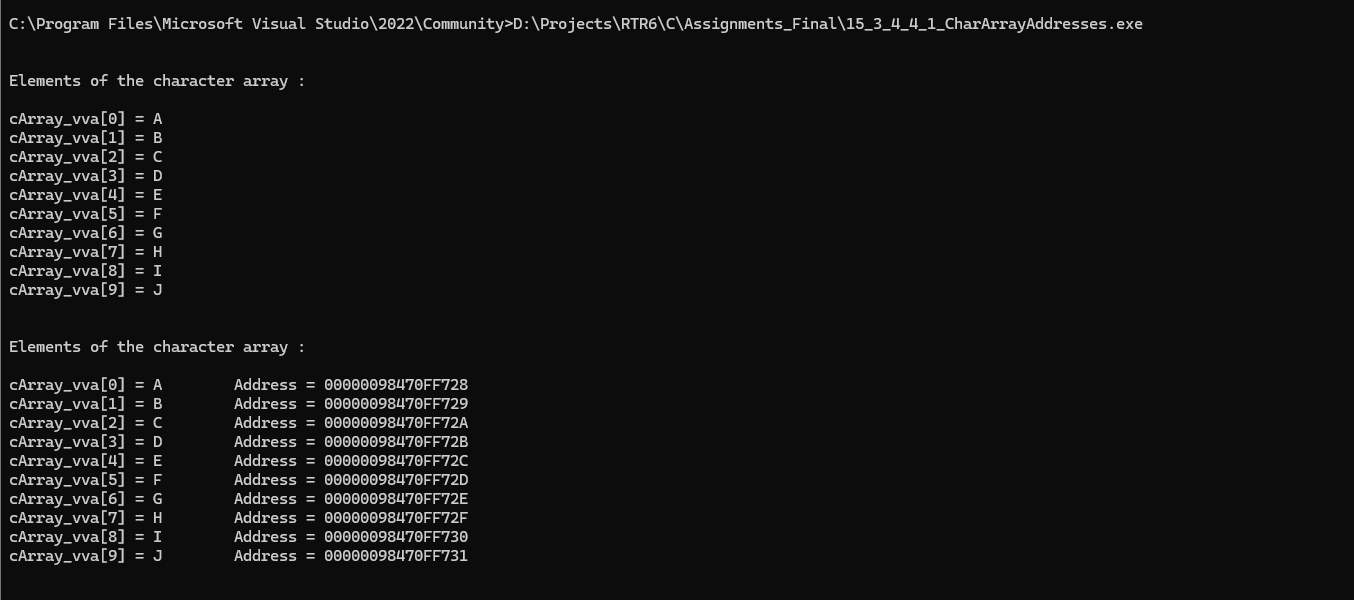 C:\Program Files\Microsoft Visual Studio\2022\Community>D:\Projects\RTR6\C\Assignments_Final\15_3_4_4_1_CharArrayAddresses.exe
Elements of the character array :
cArray_vva[0] = A
cArray_vva[1] = B
cArray_vva[2] = C
cArray_vva[3] = D
cArray_vva[4] = E
cArray_vva[5] = F
cArray_vva[6] = G
cArray_vva[7] = H
cArray_vva[8] = I
cArray_vva[9] = J
Elements of the character array :
cArray_vva[0] = A        Address = 00000098470FF728
cArray_vva[1] = B        Address = 00000098470FF729
cArray_vva[2] = C        Address = 00000098470FF72A
cArray_vva[3] = D        Address = 00000098470FF72B
cArray_vva[4] = E        Address = 00000098470FF72C
cArray_vva[5] = F        Address = 00000098470FF72D
cArray_vva[6] = G        Address = 00000098470FF72E
cArray_vva[7] = H        Address = 00000098470FF72F
cArray_vva[8] = I        Address = 00000098470FF730
cArray_vva[9] = J        Address = 00000098470FF731